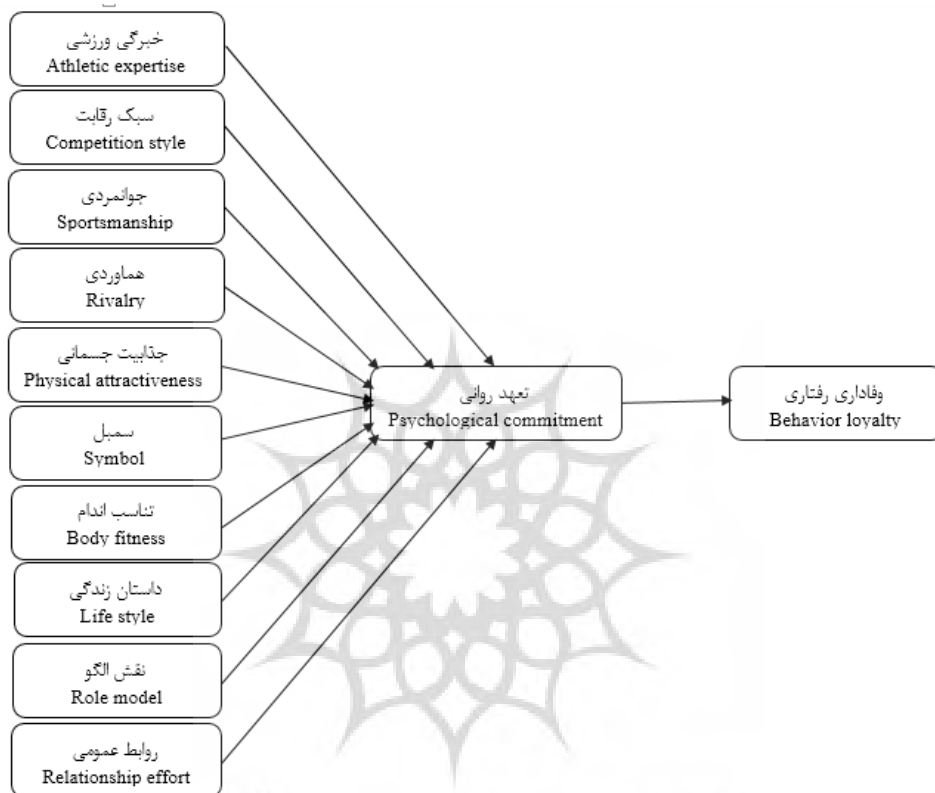 خبرگی ورزشی
Athletic expertise
سبک رقابت
Competition style
جوانمردی
Sportsmanship
هماوردی
Rivalry
جذابیت جسمانی
Physical attractiveness
سمبل
Symbol
تناسب اندام
Body fitness
داستان زندگی
Life style
نقش الگو
Role model
روابط عمومی
Relationship effort
تعهد روانی
Psychological commitment
وفاداری رفتاری
Behavior loyalty